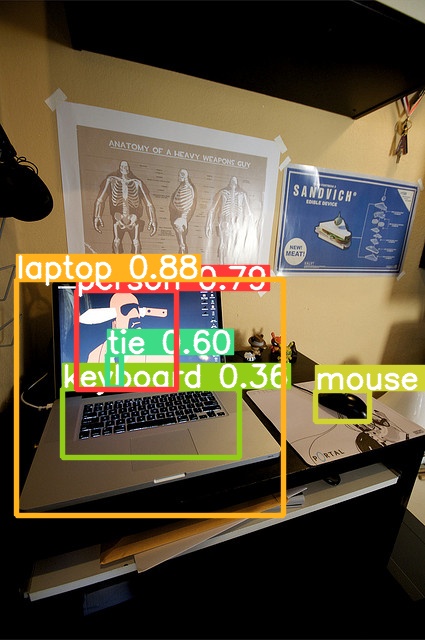 ANATOMY OF A HEAVY WEAPONS GUY
SANDVICH
EDIBLE DEVICE
NEW!
MEAT!
laptop 0.88
person 0.79
tie 0.60
keyboard 0.36
mouse
PORTAL